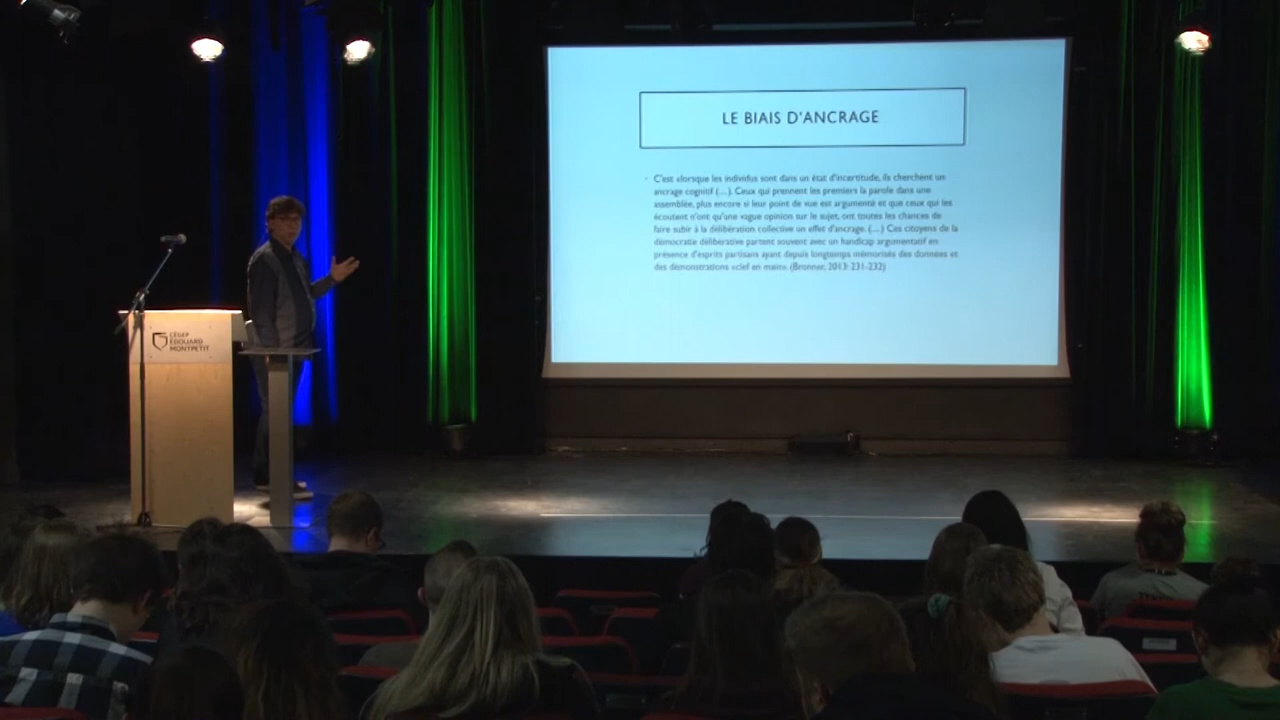 LE BIAIS D'ANCRAGE
• C'est «lorsque les individus sont dans un état d'incertitude, ils cherchent un
ancrage cognitif (…). Ceux qui prennent les premiers la parole dans une
assemblée, plus encore si leur point de vue est argumenté et que ceux qui les
écoutent n'ont qu'une vague opinion sur le sujet, ont toutes les chances de
faire subir à la délibération collective un effet d'ancrage. (…) Ces citoyens de la
démocratie délibérative partent souvent avec un handicap argumentatif en
présence d'esprits partisans ayant depuis longtemps mémorisés des données et
des démonstrations «clef en main». (Bronner, 2013: 231-232)
CÉGEP
ÉDOUARD
MONTPETIT